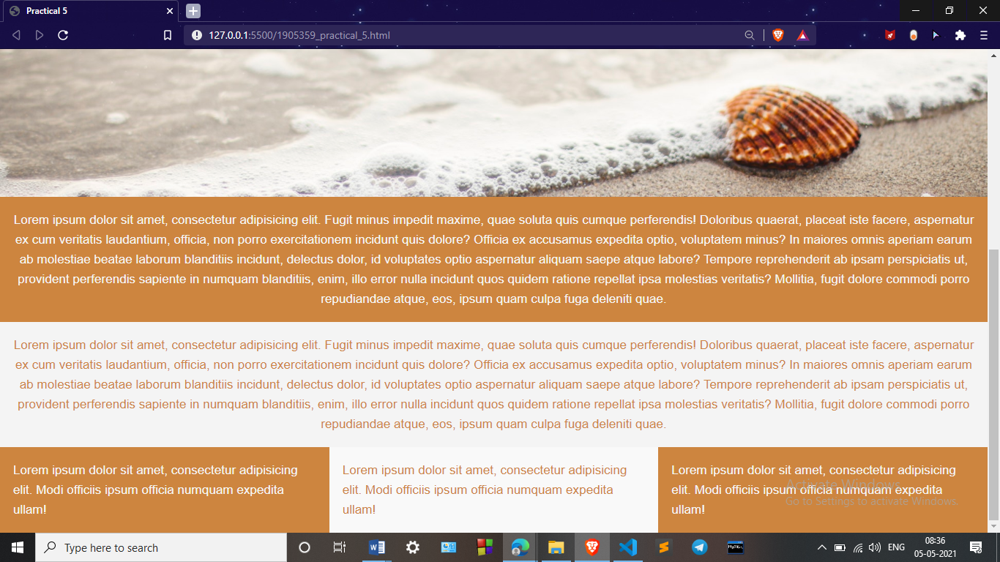 Practical 5
127.0.0.1:5500/1905359_practical_5.html
Lorem ipsum dolor sit amet, consectetur adipisicing elit. Fugit minus impedit maxime, quae soluta quis cumque perferendis! Doloribus quaerat, placeat iste facere, aspernatur
ex cum veritatis laudantium, officia, non porro exercitationem incidunt quis dolore? Officia ex accusamus expedita optio, voluptatem minus? In maiores omnis aperiam earum
ab molestiae beatae laborum blanditiis incidunt, delectus dolor, id voluptates optio aspernatur aliquam saepe atque labore? Tempore reprehenderit ab ipsam perspiciatis ut,
provident perferendis sapiente in numquam blanditiis, enim, illo error nulla incidunt quos quidem ratione repellat ipsa molestias veritatis? Mollitia, fugit dolore commodi porro
repudiandae atque, eos, ipsum quam culpa fuga deleniti quae.
Lorem ipsum dolor sit amet, consectetur adipisicing elit. Fugit minus impedit maxime, quae soluta quis cumque perferendis! Doloribus quaerat, placeat iste facere, aspernatur
ex cum veritatis laudantium, officia, non porro exercitationem incidunt quis dolore? Officia ex accusamus expedita optio, voluptatem minus? In maiores omnis aperiam earum
ab molestiae beatae laborum blanditiis incidunt, delectus dolor, id voluptates optio aspernatur aliquam saepe atque labore? Tempore reprehenderit ab ipsam perspiciatis ut,
provident perferendis sapiente in numquam blanditiis, enim, illo error nulla incidunt quos quidem ratione repellat ipsa molestias veritatis? Mollitia, fugit dolore commodi porro
repudiandae atque, eos, ipsum quam culpa fuga deleniti quae.
Lorem ipsum dolor sit amet, consectetur adipisicing
elit. Modi officiis ipsum officia numquam expedita
ullam!
Lorem ipsum dolor sit amet, consectetur adipisicing
elit. Modi officiis ipsum officia numquam expedita
ullam!
Lorem ipsum dolor sit amet, consectetur adipisicing
elit. Modi officiis ipsum officia numquam expedita
ullam!
Activate Windows
Go to Settings to activate Windows.
Type here to search
MySQL
ENG
08:36
05-05-2021